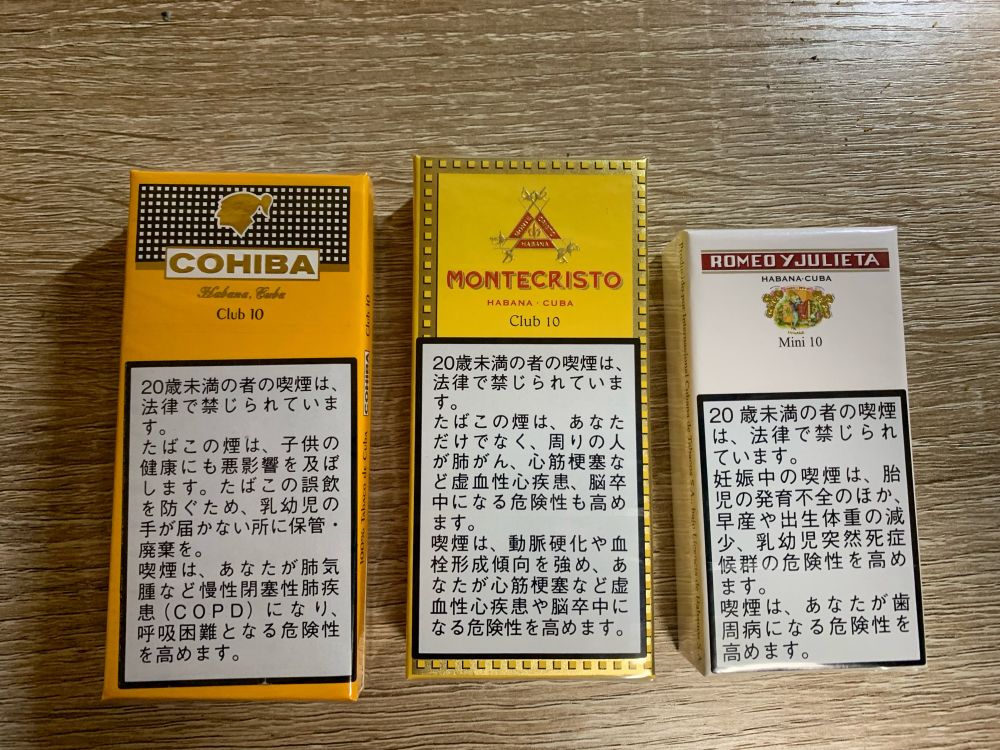 COHIBA
Habana, Cuba
Club 10
20歳未満の者の喫煙は、
法律で禁じられていま
す。
たばこの煙は、子供の
健康にも悪影響を及ぼ
します。たばこの誤飲
を防ぐため、乳幼児の
手が届かない所に保管・
廃棄を。
喫煙は、あなたが肺気
腫など慢性閉塞性肺疾
患(COPD)になり、
呼吸困難となる危険性
を高めます。
COHIBA
Club 10
100% Tabaco de Cuba
HABANA
MONTECRISTO
HABANA · CUBA
Club 10
20歳未満の者の喫煙は、
法律で禁じられていま
す。
たばこの煙は、あなた
だけでなく、周りの人
が肺がん、心筋梗塞な
ど虚血性心疾患、脳卒
中になる危険性も高め
ます。
喫煙は、動脈硬化や血
栓形成傾向を強め、あ
なたが心筋梗塞など虚
血性心疾患や脳卒中に
なる危険性を高めます。
ROMEO Y JULIETA
HABANA·CUBA
Mini 10
20 歳未満の者の喫煙
は、法律で禁じられ
ています。
妊娠中の喫煙は、胎
児の発育不全のほか、
早産や出生体重の減
少、乳幼児突然死症
候群の危険性を高め
ます。
喫煙は、あなたが歯
周病になる危険性を
高めます。